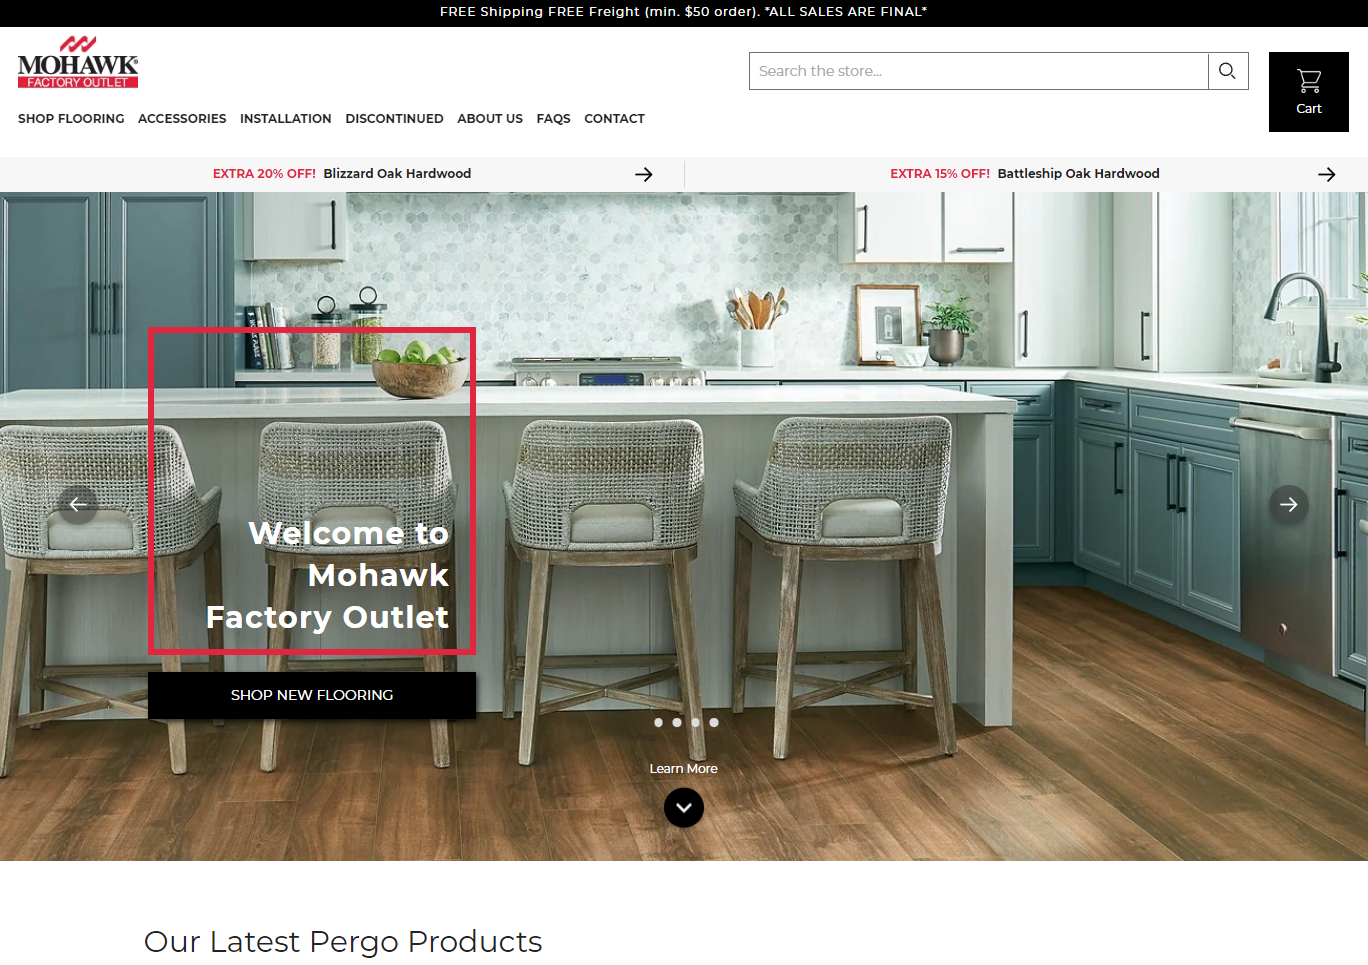 FREE Shipping FREE Freight (min. $50 order). *ALL SALES ARE FINAL*
MOHAWK®
FACTORY OUTLET
Search the store...
Cart
SHOP FLOORING ACCESSORIES INSTALLATION DISCONTINUED ABOUT US FAQS CONTACT
EXTRA 20% OFF! Blizzard Oak Hardwood
EXTRA 15% OFF! Battleship Oak Hardwood
Welcome to
Mohawk
Factory Outlet
SHOP NEW FLOORING
Learn More
Our Latest Pergo Products